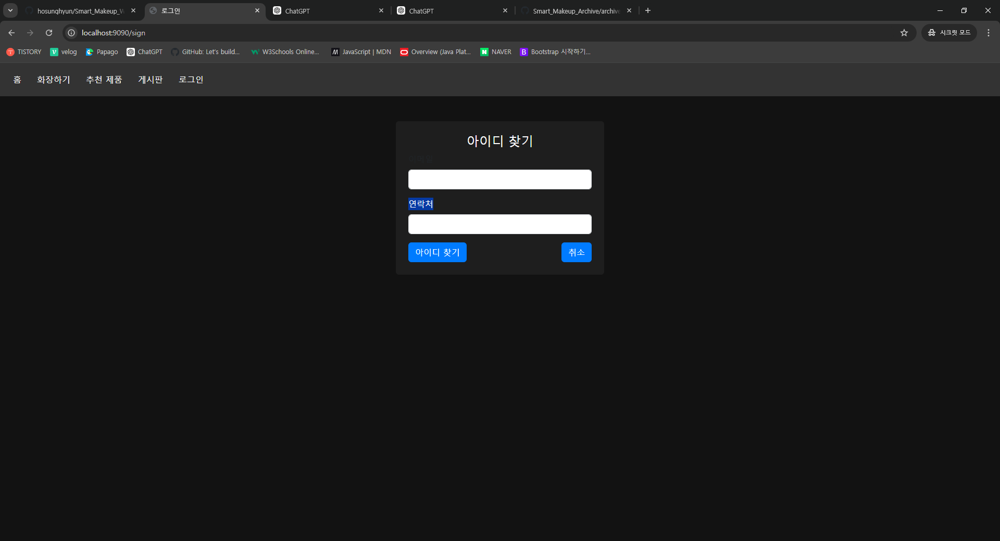 hosunghyun/Smart_Makeup_W
로그인
ChatGPT
ChatGPT
Smart_Makeup_Archive/archive
localhost:9090/sign
시크릿 모드
TISTORY
velog
Papago
ChatGPT
GitHub: Let's build...
W3Schools Online...
JavaScript | MDN
Overview (Java Plat...
NAVER
Bootstrap 시작하기...
홈
화장하기
추천 제품
게시판
로그인
아이디 찾기
이메일
연락처
아이디 찾기
취소